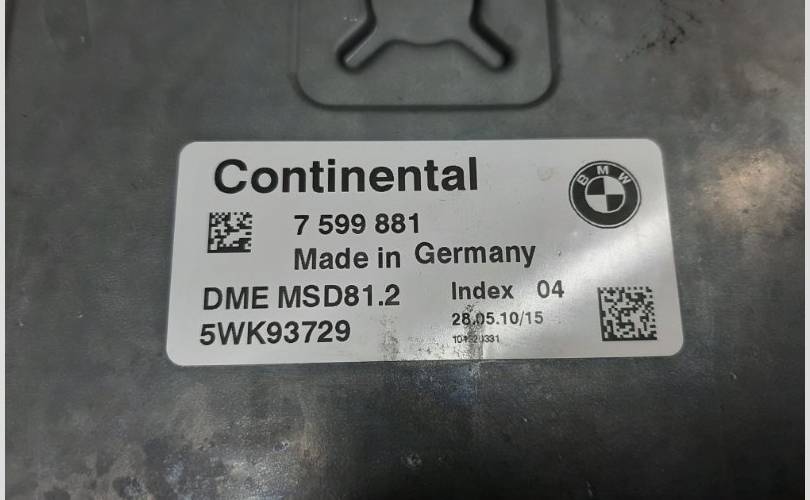 Continental
BMW
7 599 881
Made in Germany
DME MSD81.2
Index 04
5WK93729
28.05.10/15